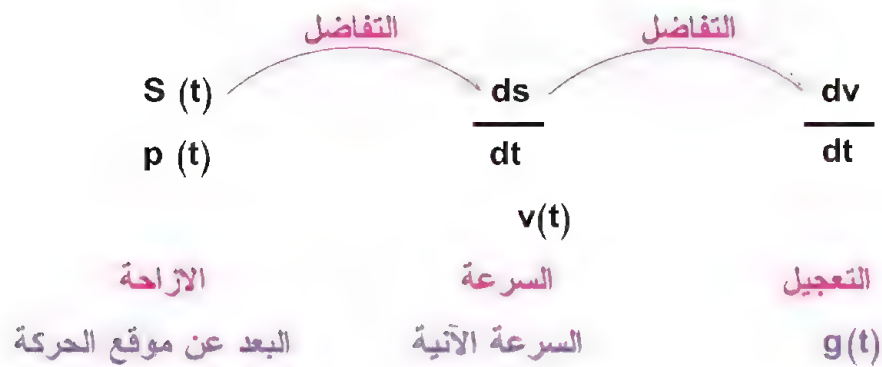 التفاضل التفاضل
S (t) ds dv
p (t) dt dt
v(t)
الازاحة السرعة التعجيل
البعد عن موقع الحركة السرعة الآنية g(t)